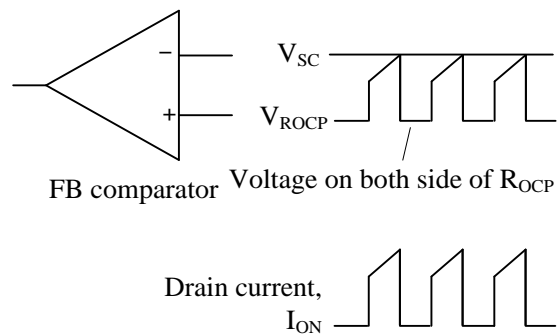 −
V_SC
+
V_ROCP
FB comparator
Voltage on both side of R_OCP
Drain current,
I_ON